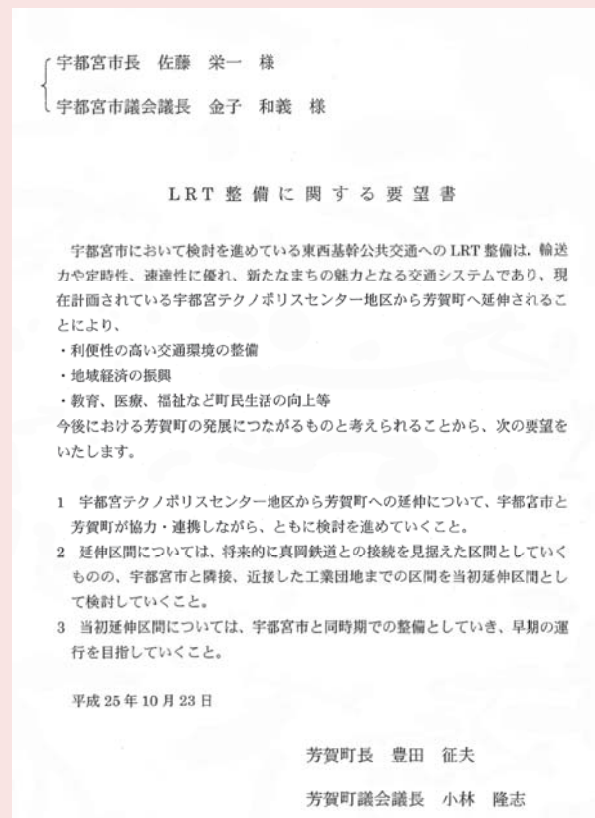 宇都宮市長 佐藤 栄一 様
宇都宮市議会議長 金子 和義 様
LRT整備に関する要望書
宇都宮市において検討を進めている東西基幹公共交通へのLRT整備は、輸送
力や定時性、速達性に優れ、新たなまちの魅力となる交通システムであり、現
在計画されている宇都宮テクノポリスセンター地区から芳賀町へ延伸されるこ
とにより、
・利便性の高い交通環境の整備
・地域経済の振興
・教育、医療、福祉など町民生活の向上等
今後における芳賀町の発展につながるものと考えられることから、次の要望を
いたします。
1 宇都宮テクノポリスセンター地区から芳賀町への延伸について、宇都宮市と
芳賀町が協力・連携しながら、ともに検討を進めていくこと。
2 延伸区間については、将来的に真岡鉄道との接続を見据えた区間としていく
ものの、宇都宮市と隣接、近接した工業団地までの区間を当初延伸区間とし
て検討していくこと。
3 当初延伸区間については、宇都宮市と同時期での整備としていき、早期の運
行を目指していくこと。
平成25年10月23日
芳賀町長 豊田 征夫
芳賀町議会議長 小林 隆志